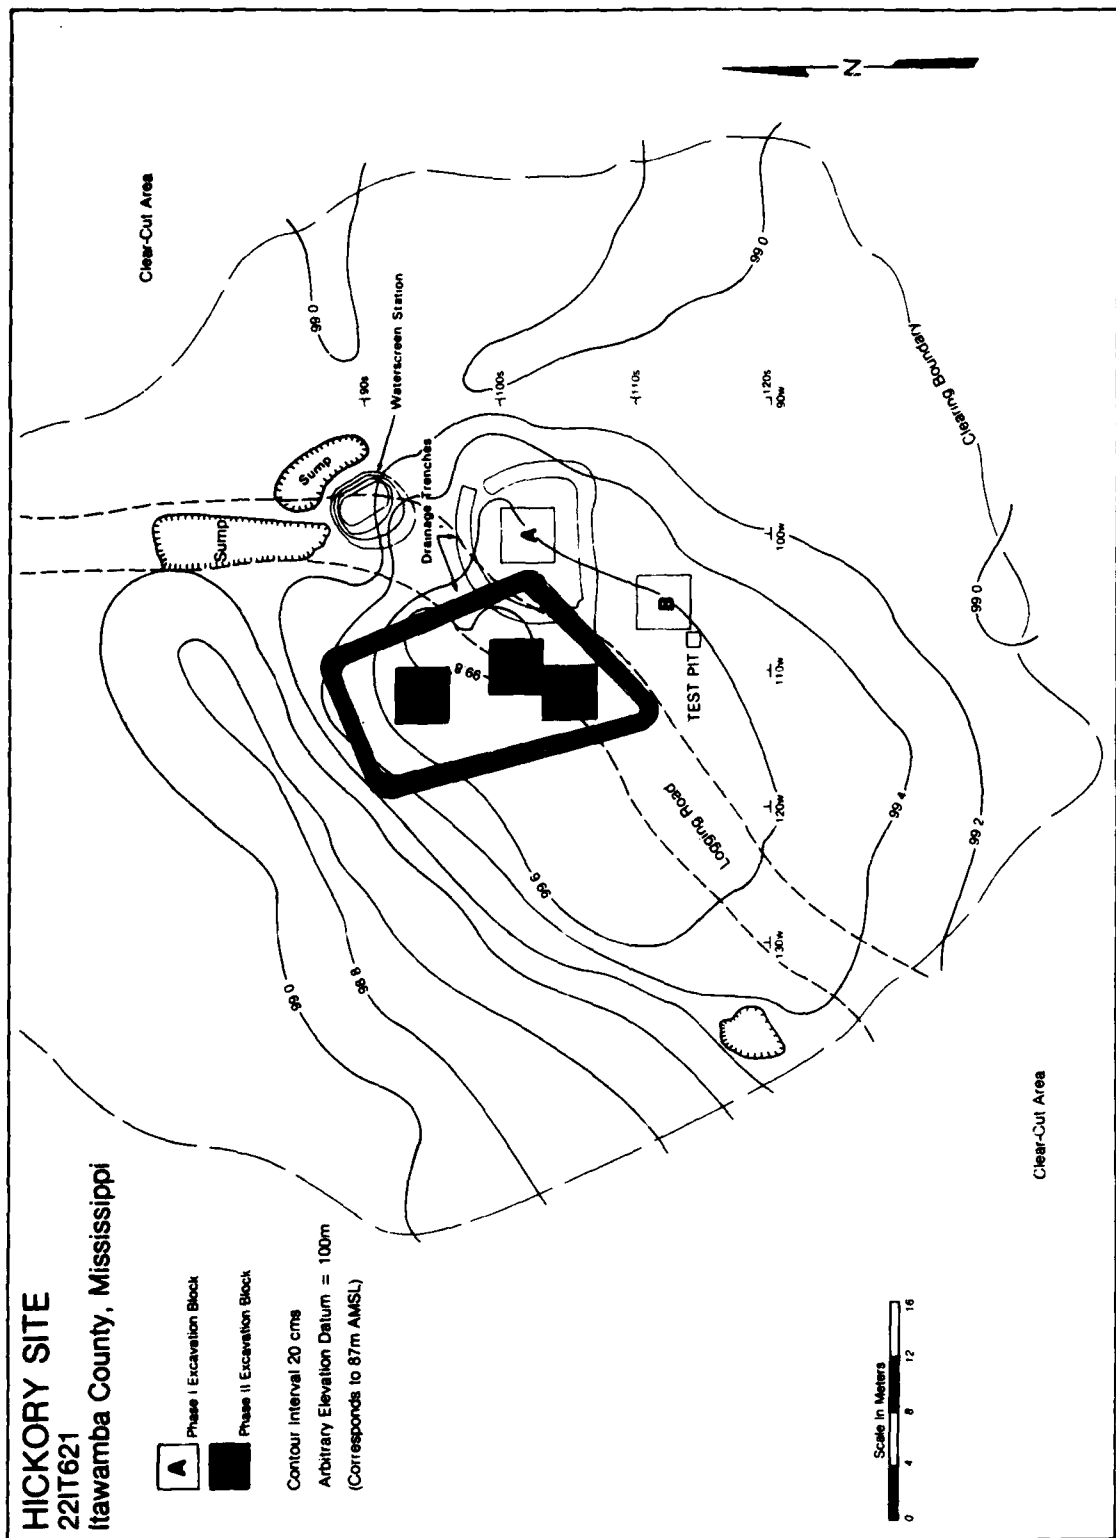 HICKORY SITE
22IT621
Itawamba County, Mississippi
A
Phase I Excavation Block
Phase II Excavation Block
Contour Interval 20 cms
Arbitrary Elevation Datum = 100m
(Corresponds to 87m AMSL)
Scale In Meters
0 4 8 12 16
Clear-Cut Area
Clear-Cut Area
N
Sump
Sump
Waterscreen Station
Drainage Trenches
A
B
TEST PIT
Logging Road
Clearing Boundary
99.0
98.8
99.6
99.8
99.4
99.2
99.0
99.0
99.0
90s
100s
110s
120s
90w
100w
110w
120w
130w